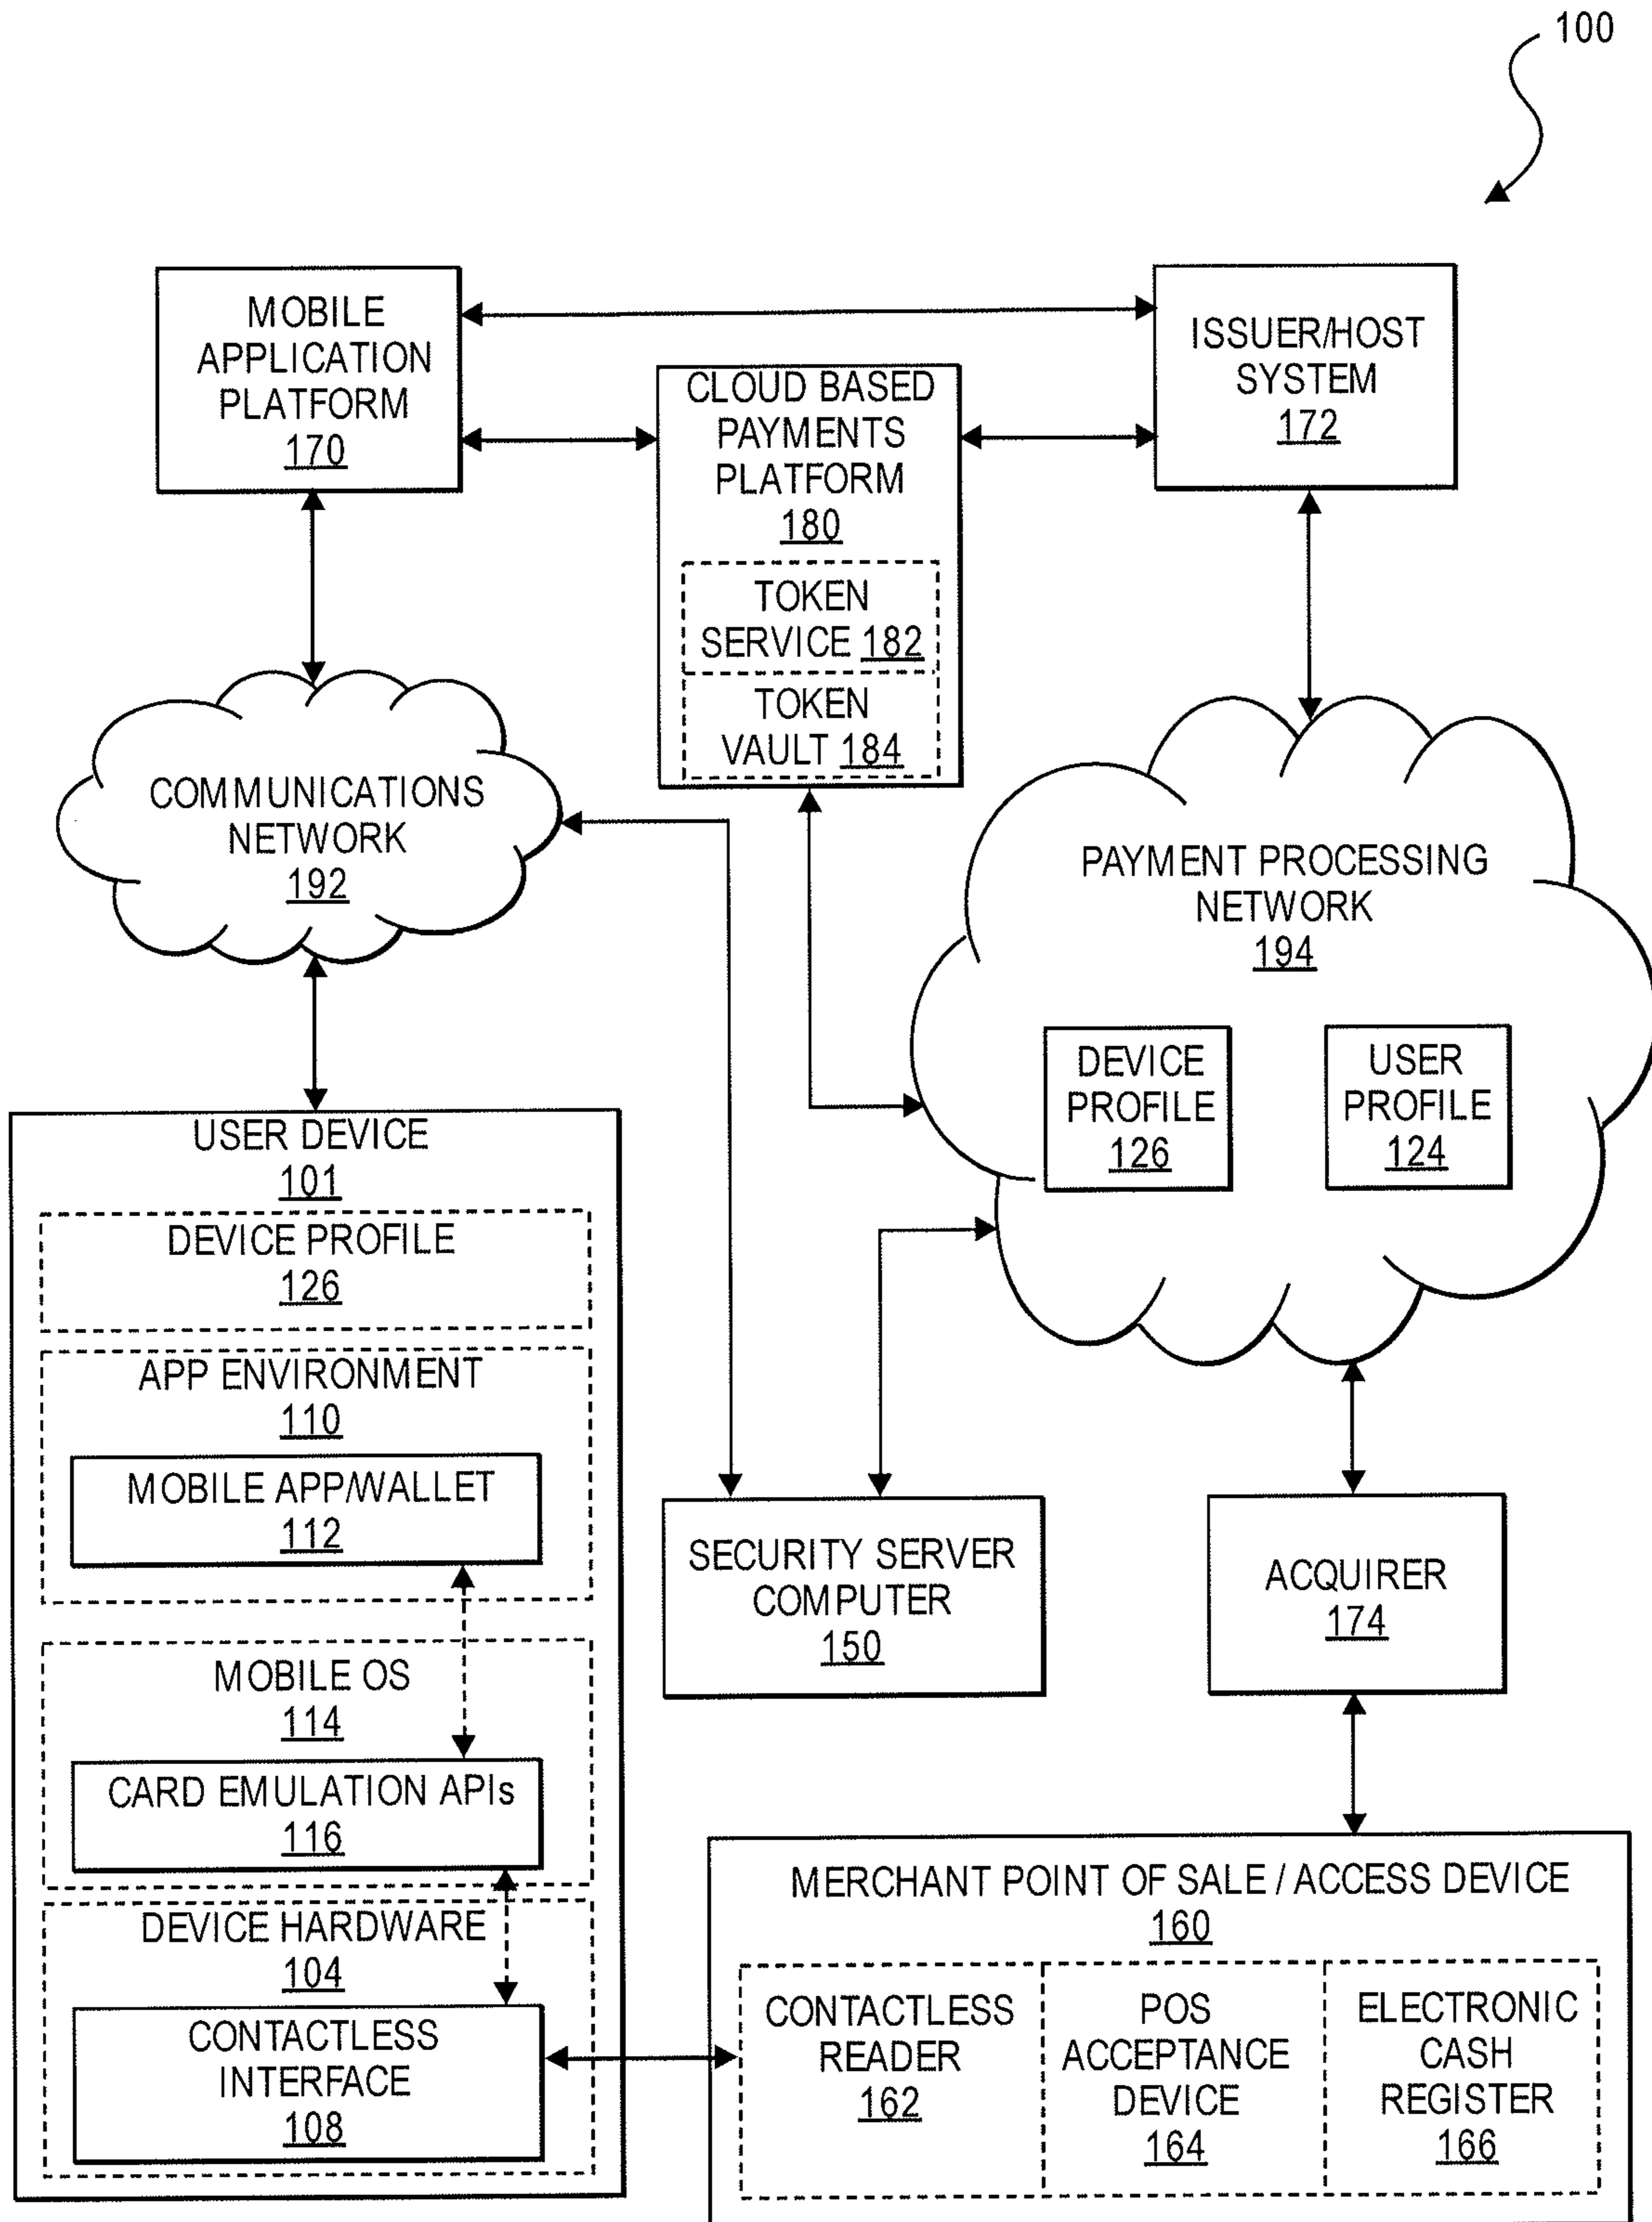 100
MOBILE
APPLICATION
PLATFORM
170
ISSUER/HOST
SYSTEM
172
CLOUD BASED
PAYMENTS
PLATFORM
180
TOKEN
SERVICE 182
TOKEN
VAULT 184
COMMUNICATIONS
NETWORK
192
PAYMENT PROCESSING
NETWORK
194
DEVICE
PROFILE
126
USER
PROFILE
124
USER DEVICE
101
DEVICE PROFILE
126
APP ENVIRONMENT
110
MOBILE APP/WALLET
112
MOBILE OS
114
CARD EMULATION APIs
116
DEVICE HARDWARE
104
CONTACTLESS
INTERFACE
108
SECURITY SERVER
COMPUTER
150
ACQUIRER
174
MERCHANT POINT OF SALE / ACCESS DEVICE
160
CONTACTLESS
READER
162
POS
ACCEPTANCE
DEVICE
164
ELECTRONIC
CASH
REGISTER
166